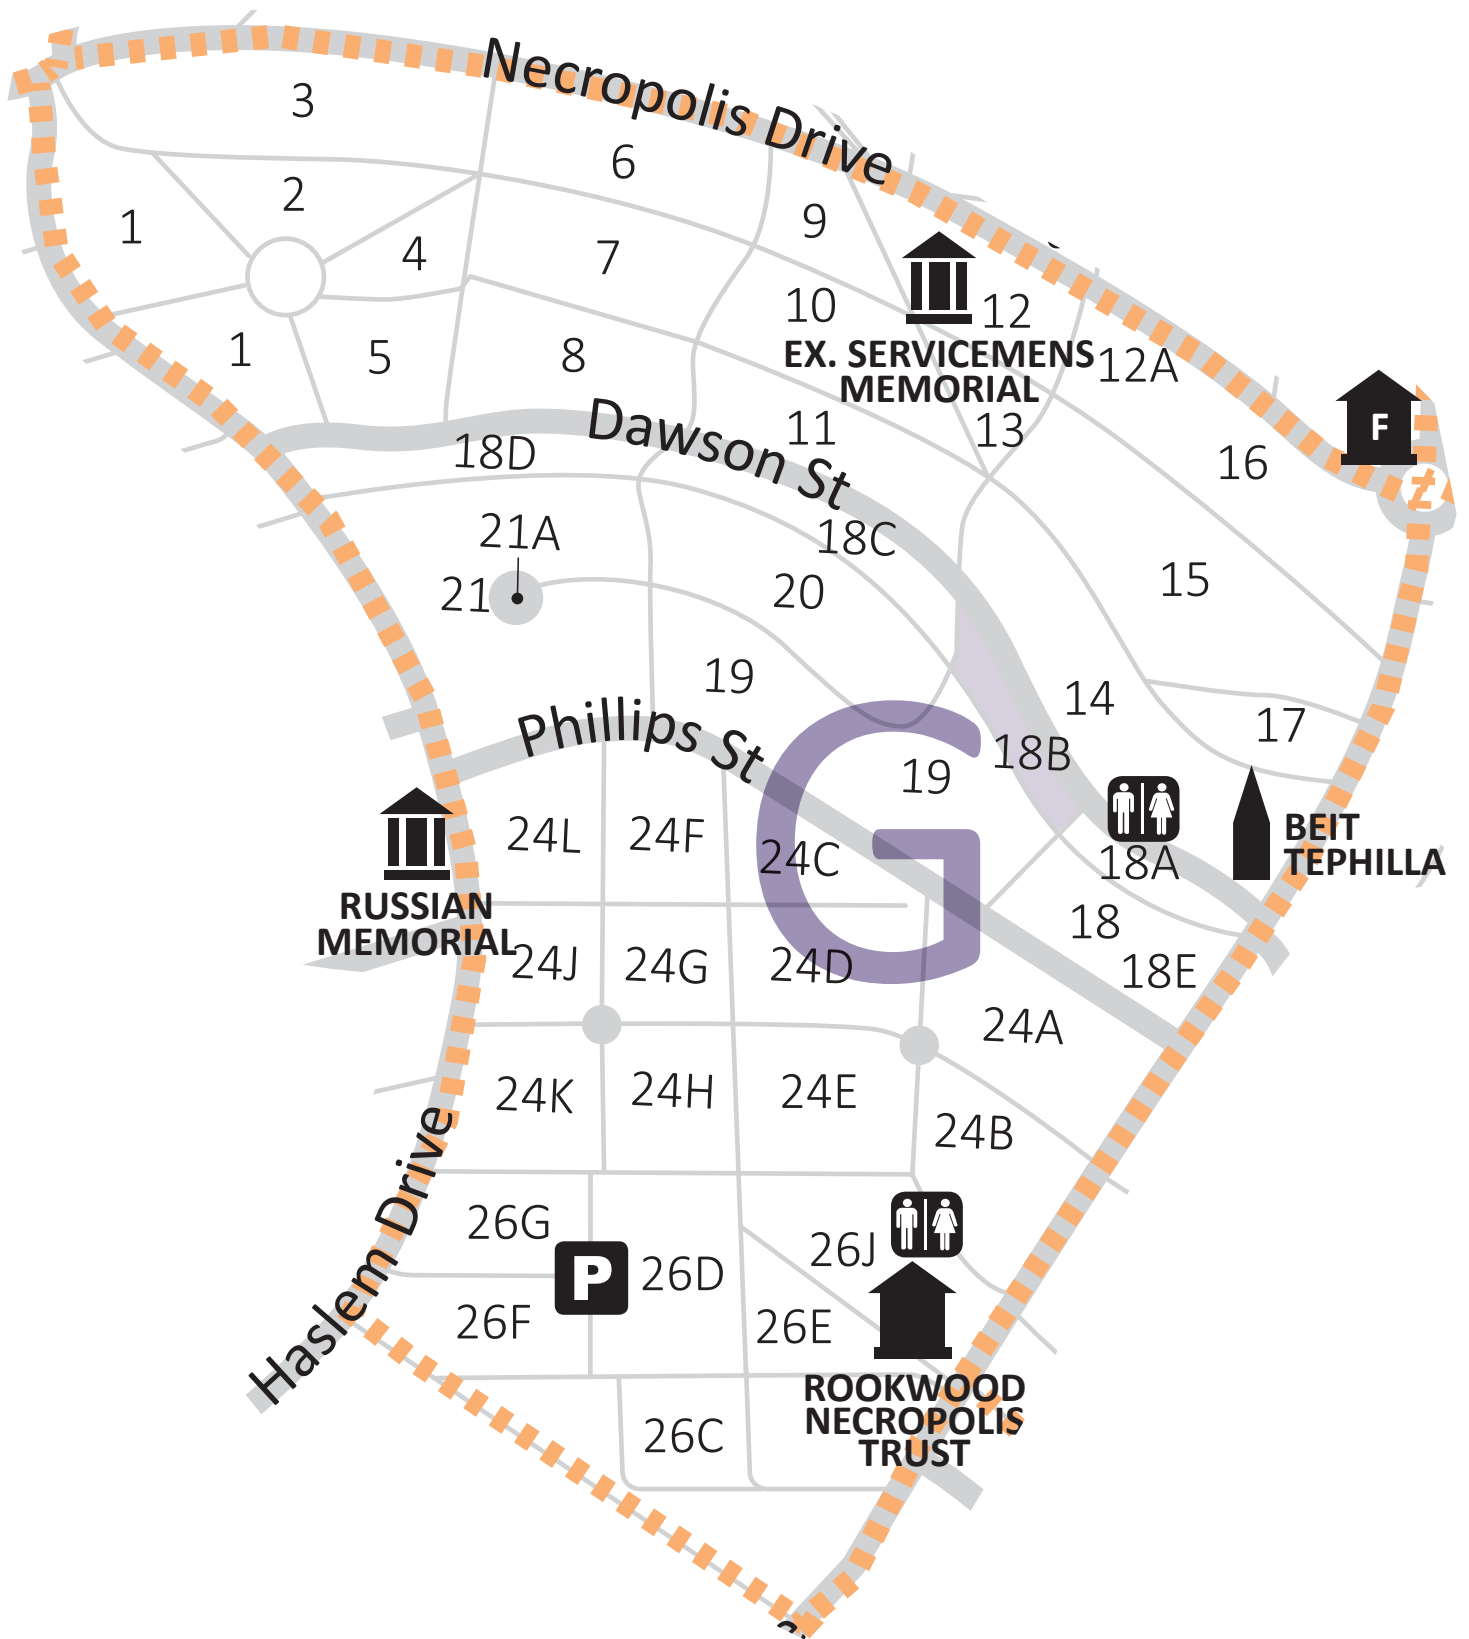 Necropolis Drive
3
6
2
1
9
4
7
10
12
EX. SERVICEMENS
MEMORIAL
12A
1
5
8
F
Dawson St
11
13
18D
16
21A
18C
21
20
15
19
14
Phillips St
17
18B
19
24L
24F
24C
G
BEIT
TEPHILLA
18A
RUSSIAN
MEMORIAL
18
24J
24G
24D
18E
24A
24K
24H
24E
24B
Haslem Drive
26G
26J
P
26D
26F
26E
ROOKWOOD
NECROPOLIS
TRUST
26C